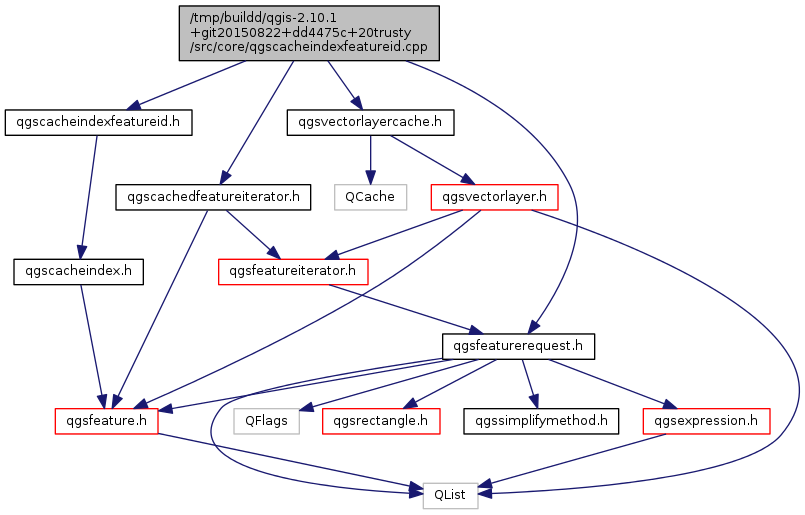 /tmp/buildd/qgis-2.10.1
+git20150822+dd4475c+20trusty
/src/core/qgscacheindexfeatureid.cpp
qgscacheindexfeatureid.h
qgsvectorlayercache.h
qgscachedfeatureiterator.h
QCache
qgsvectorlayer.h
qgscacheindex.h
qgsfeatureiterator.h
qgsfeaturerequest.h
qgsfeature.h
QFlags
qgsrectangle.h
qgssimplifymethod.h
qgsexpression.h
QList